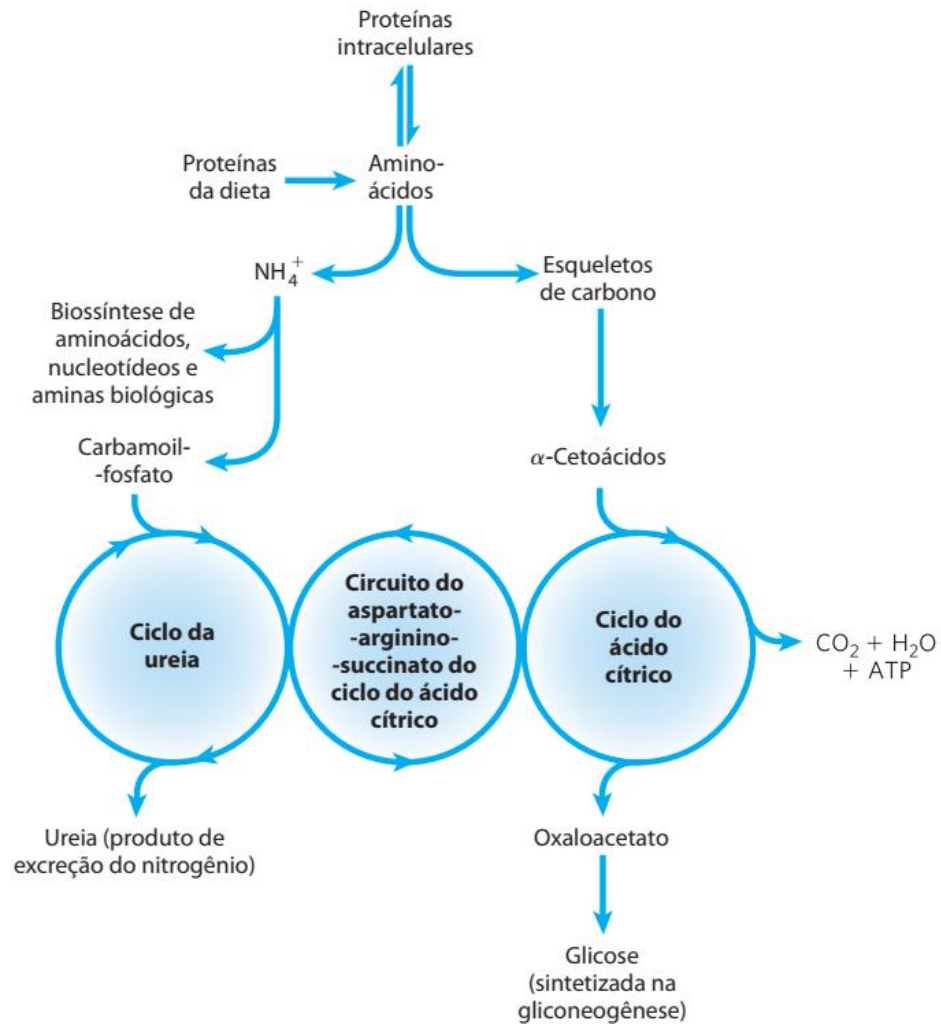 Proteínas
intracelulares
Proteínas
da dieta
Amino-
ácidos
NH₄⁺
Esqueletos
de carbono
Biossíntese de
aminoácidos,
nucleotídeos e
aminas biológicas
Carbamoil-
-fosfato
α-Cetoácidos
Ciclo da
ureia
Circuito do
aspartato-
-arginino-
-succinato do
ciclo do ácido
cítrico
Ciclo do
ácido
cítrico
CO₂ + H₂O
+ ATP
Ureia (produto de
excreção do nitrogênio)
Oxaloacetato
Glicose
(sintetizada na
gliconeogênese)